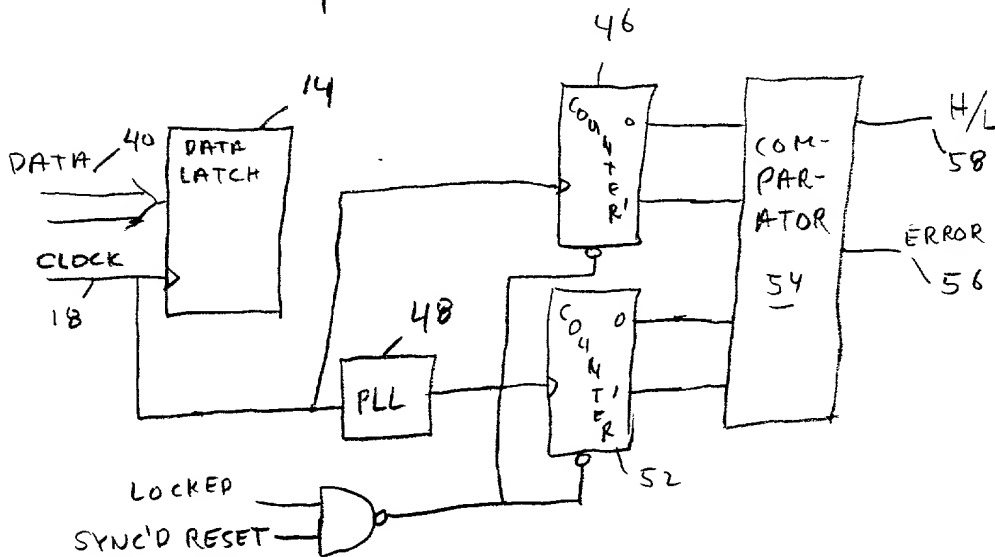 46
14
DATA 40
DATA
LATCH
CLOCK
18
COUNTER 0
1
COM-
PAR-
ATOR
54
H/L
58
ERROR
56
48
PLL
COUNTER 0
1
52
LOCKED
SYNC'D RESET